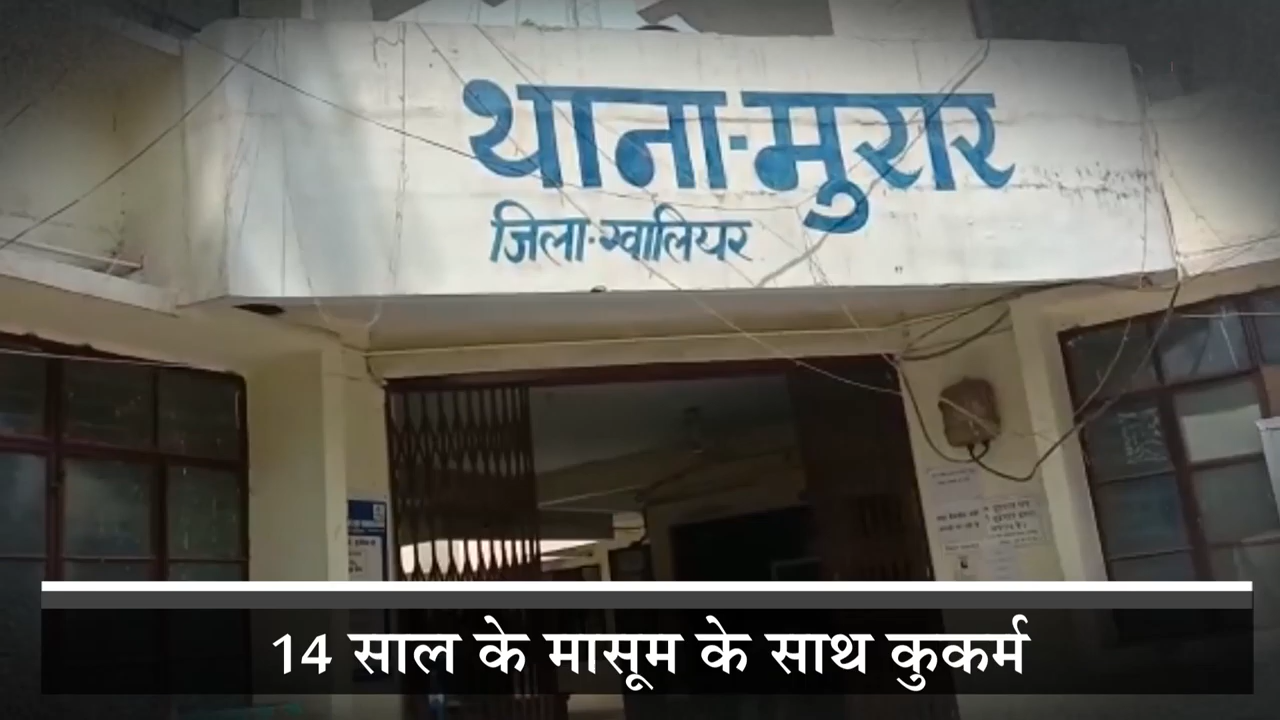 थाना-मुरार
जिला-ग्वालियर
14 साल के मासूम के साथ कुकर्म